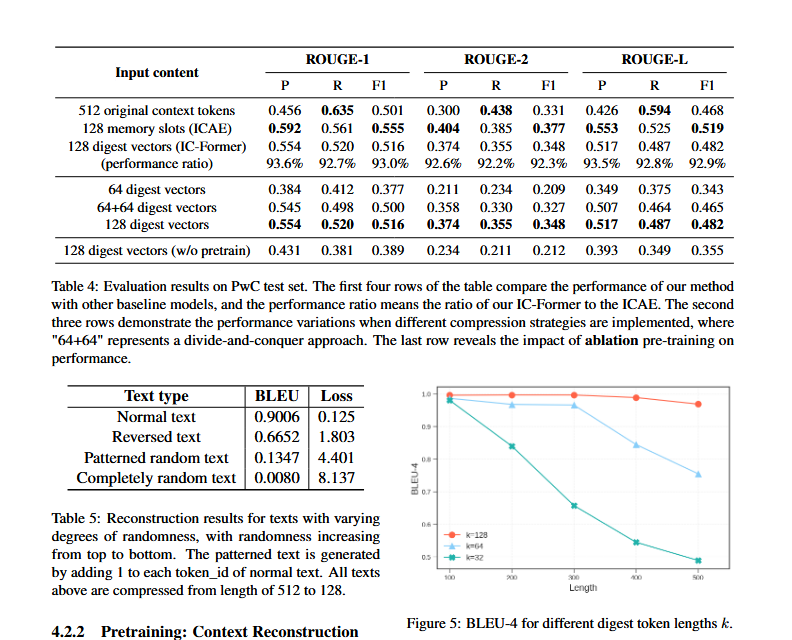 Input content ROUGE-1 ROUGE-2 ROUGE-L
P R F1 P R F1 P R F1
512 original context tokens 0.456 0.635 0.501 0.300 0.438 0.331 0.426 0.594 0.468
128 memory slots (ICAE) 0.592 0.561 0.555 0.404 0.385 0.377 0.553 0.525 0.519
128 digest vectors (IC-Former) 0.554 0.520 0.516 0.374 0.355 0.348 0.517 0.487 0.482
(performance ratio) 93.6% 92.7% 93.0% 92.6% 92.2% 92.3% 93.5% 92.8% 92.9%
64 digest vectors 0.384 0.412 0.377 0.211 0.234 0.209 0.349 0.375 0.343
64+64 digest vectors 0.545 0.498 0.500 0.358 0.330 0.327 0.507 0.464 0.465
128 digest vectors 0.554 0.520 0.516 0.374 0.355 0.348 0.517 0.487 0.482
128 digest vectors (w/o pretrain) 0.431 0.381 0.389 0.234 0.211 0.212 0.393 0.349 0.355
Table 4: Evaluation results on PwC test set. The first four rows of the table compare the performance of our method
with other baseline models, and the performance ratio means the ratio of our IC-Former to the ICAE. The second
three rows demonstrate the performance variations when different compression strategies are implemented, where
"64+64" represents a divide-and-conquer approach. The last row reveals the impact of ablation pre-training on
performance.
Text type BLEU Loss
Normal text 0.9006 0.125
Reversed text 0.6652 1.803
Patterned random text 0.1347 4.401
Completely random text 0.0080 8.137
Table 5: Reconstruction results for texts with varying
degrees of randomness, with randomness increasing
from top to bottom. The patterned text is generated
by adding 1 to each token_id of normal text. All texts
above are compressed from length of 512 to 128.
4.2.2 Pretraining: Context Reconstruction
BLEU-4
1.0
0.9
0.8
0.7
0.6
0.5
k=128
k=64
k=32
100 200 300 400 500
Length
Figure 5: BLEU-4 for different digest token lengths k.